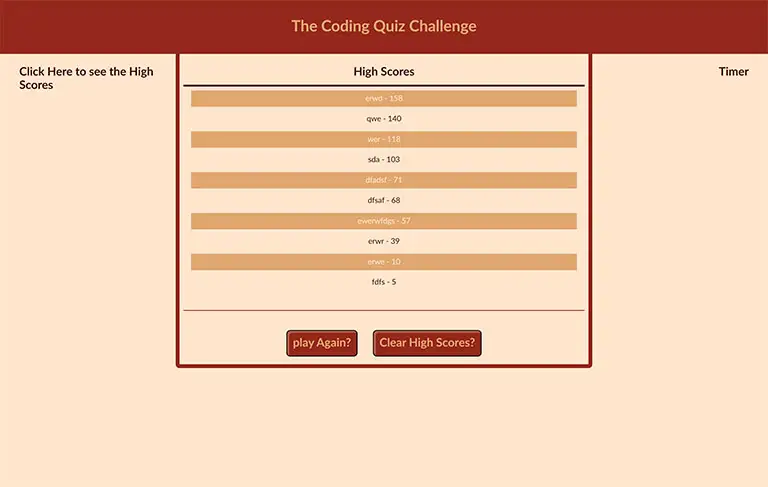 The Coding Quiz Challenge
Click Here to see the High
Scores
High Scores
Timer
erwd - 158
qwe - 140
wer - 118
sda - 103
dfadsf - 71
dfsaf - 68
ewerwfdgs - 57
erwr - 39
erwe - 10
fdfs - 5
play Again?
Clear High Scores?